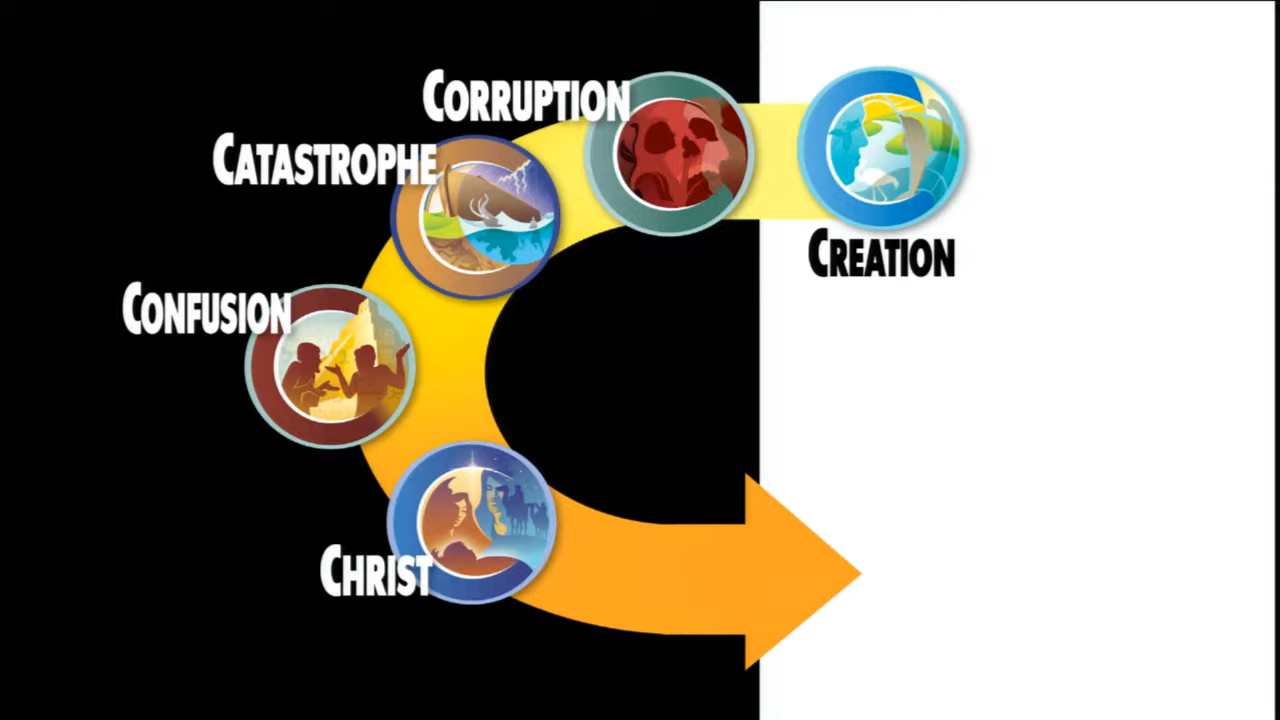 CORRUPTION
CATASTROPHE
CREATION
CONFUSION
CHRIST